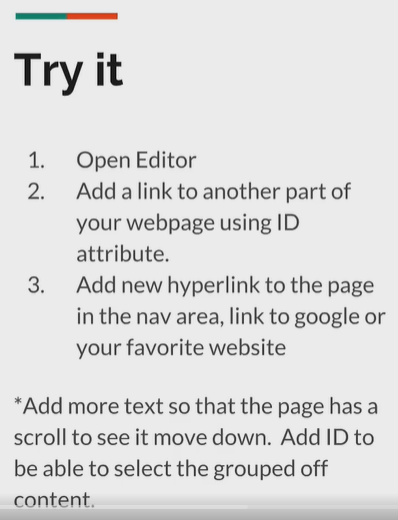 Try it
1. Open Editor
2. Add a link to another part of
your webpage using ID
attribute.
3. Add new hyperlink to the page
in the nav area, link to google or
your favorite website
*Add more text so that the page has a
scroll to see it move down. Add ID to
be able to select the grouped off
content.